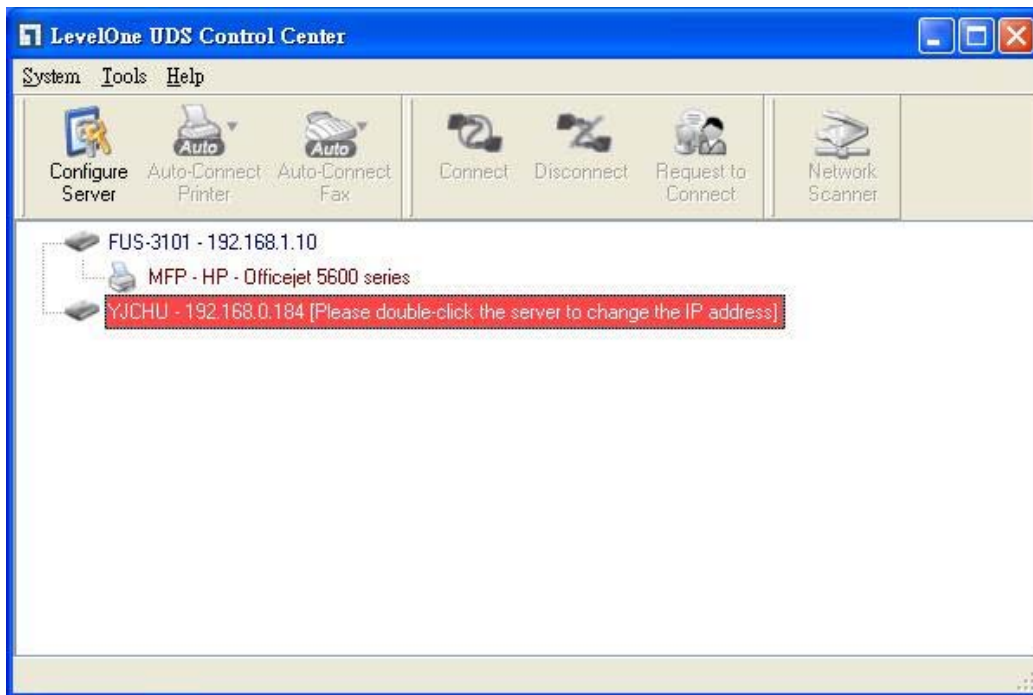 LevelOne UDS Control Center
System Tools Help
Configure Server
Auto
Auto-Connect Printer
Auto
Auto-Connect Fax
Connect
Disconnect
Request to Connect
Network Scanner
FUS-3101 - 192.168.1.10
MFP - HP - Officejet 5600 series
YJCHU - 192.168.0.184 [Please double-click the server to change the IP address]